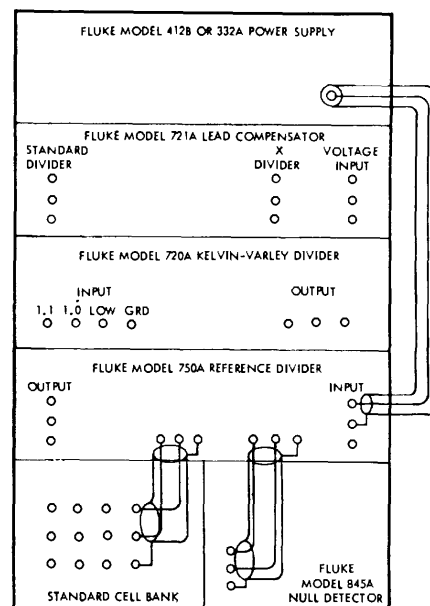 FLUKE MODEL 412B OR 332A POWER SUPPLY
FLUKE MODEL 721A LEAD COMPENSATOR
STANDARD DIVIDER
X DIVIDER
VOLTAGE INPUT
FLUKE MODEL 720A KELVIN-VARLEY DIVIDER
INPUT
OUTPUT
1.1 1.0 LOW GRD
FLUKE MODEL 750A REFERENCE DIVIDER
OUTPUT
INPUT
STANDARD CELL BANK
FLUKE
MODEL 845A
NULL DETECTOR